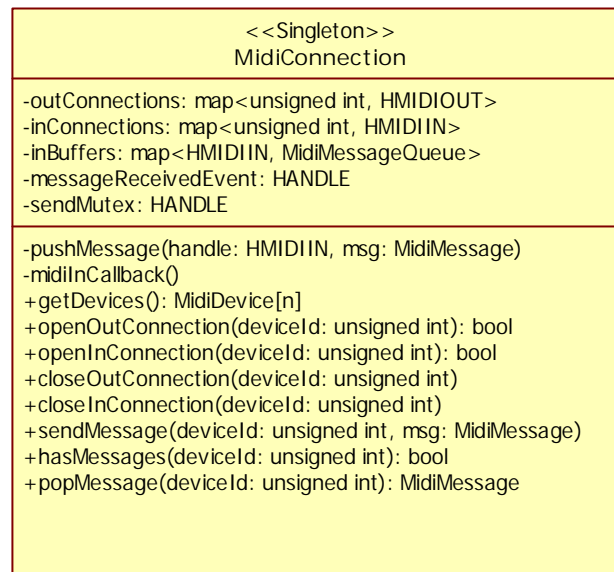 <<Singleton>>
MidiConnection
-outConnections: map<unsigned int, HMIDIOUT>
-inConnections: map<unsigned int, HMIDIIN>
-inBuffers: map<HMIDIIN, MidiMessageQueue>
-messageReceivedEvent: HANDLE
-sendMutex: HANDLE
-pushMessage(handle: HMIDIIN, msg: MidiMessage)
-midiInCallback()
+getDevices(): MidiDevice[n]
+openOutConnection(deviceId: unsigned int): bool
+openInConnection(deviceId: unsigned int): bool
+closeOutConnection(deviceId: unsigned int)
+closeInConnection(deviceId: unsigned int)
+sendMessage(deviceId: unsigned int, msg: MidiMessage)
+hasMessages(deviceId: unsigned int): bool
+popMessage(deviceId: unsigned int): MidiMessage